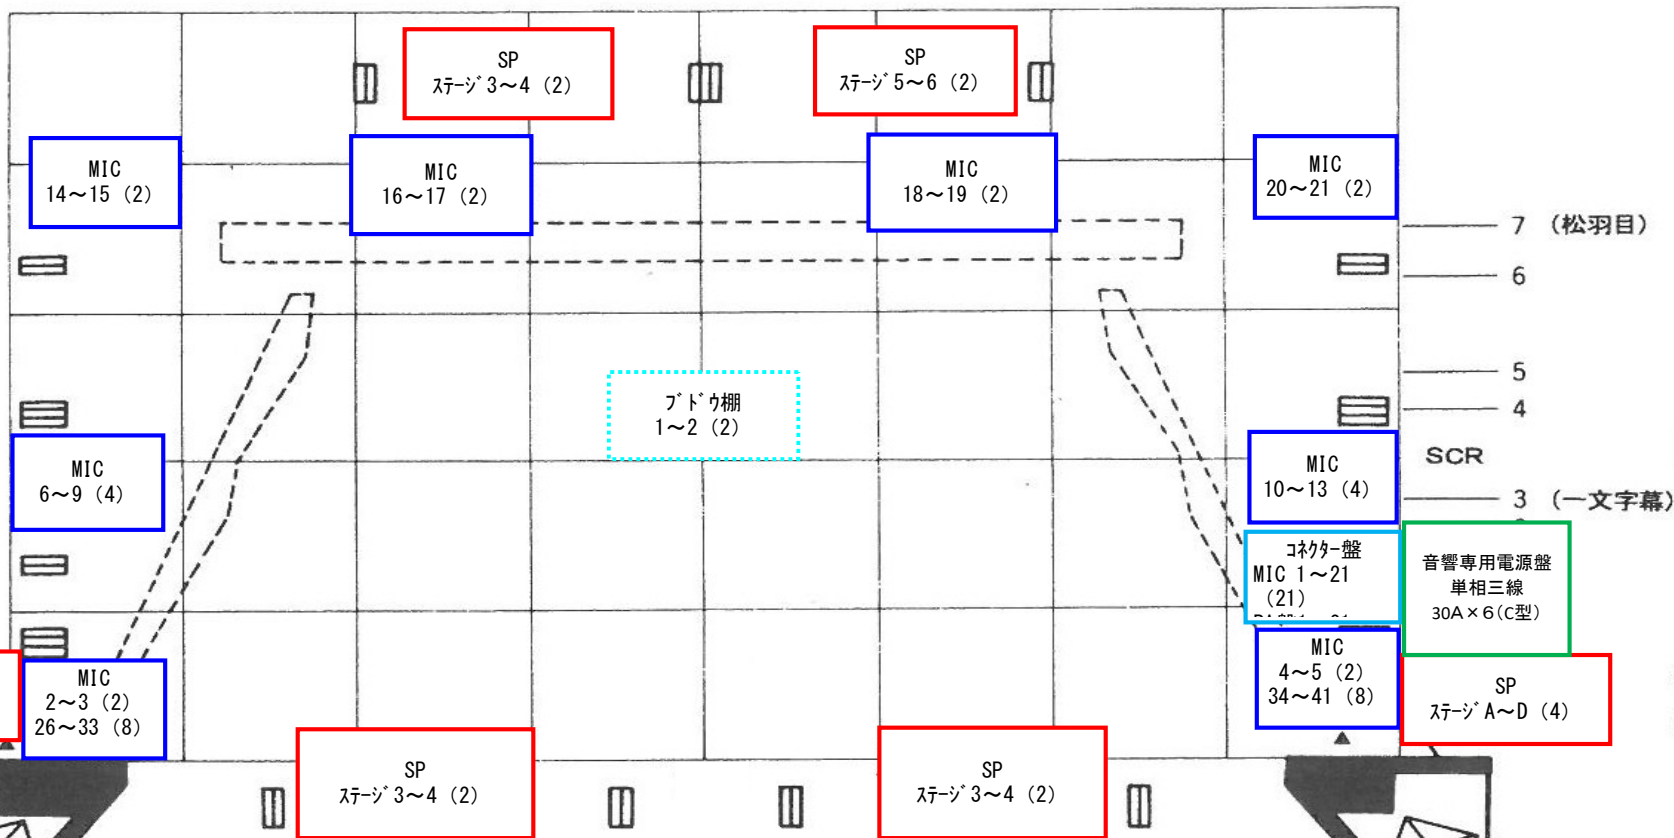 SP
ｽﾃｰｼﾞ3～4（2）
SP
ｽﾃｰｼﾞ5～6（2）
MIC
14～15（2）
MIC
16～17（2）
MIC
18～19（2）
MIC
20～21（2）
7 （松羽目）
6
5
4
ﾌﾞﾄﾞｳ棚
1～2（2）
MIC
6～9（4）
MIC
10～13（4）
SCR
3 （一文字幕）
ｺﾈｸﾀｰ盤
MIC 1～21
（21）
音響専用電源盤
単相三線
30A×6(C型)
MIC
2～3（2）
26～33（8）
MIC
4～5（2）
34～41（8）
SP
ｽﾃｰｼﾞA～D（4）
SP
ｽﾃｰｼﾞ3～4（2）
SP
ｽﾃｰｼﾞ3～4（2）